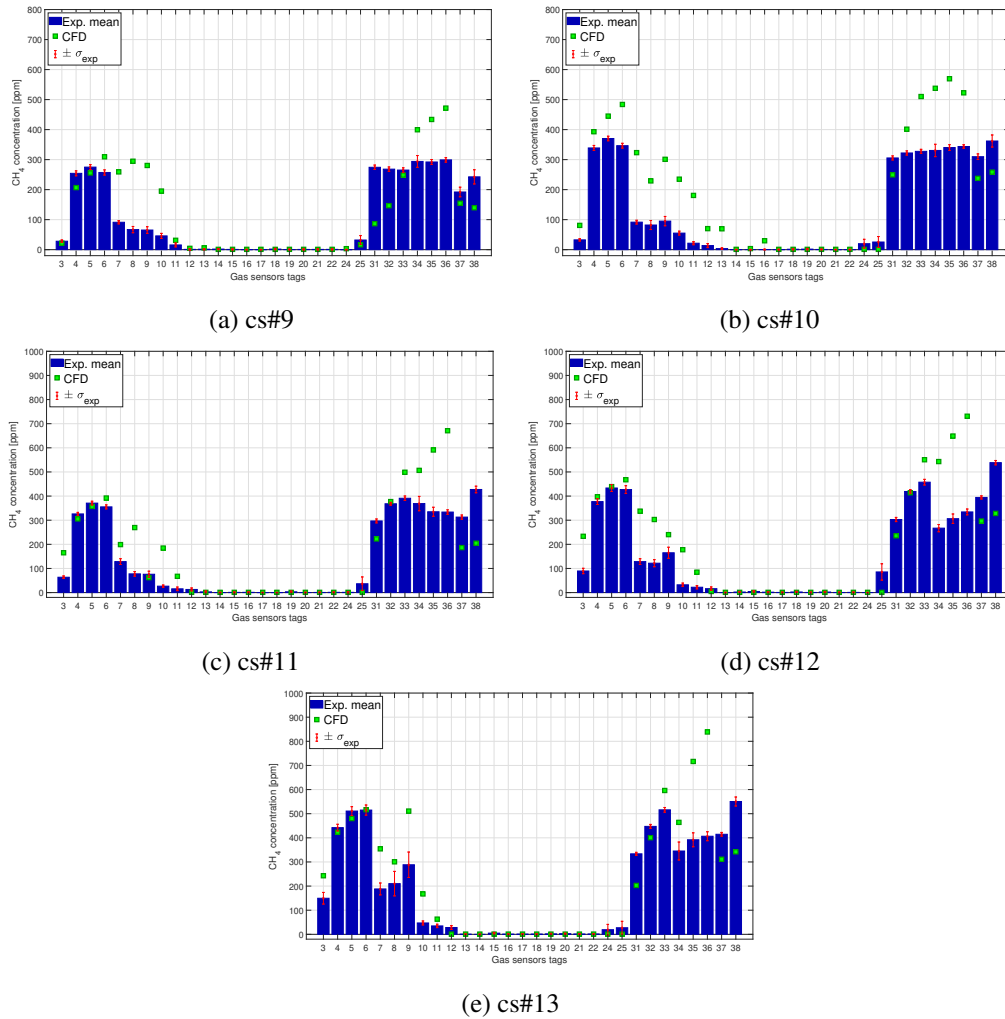 800
700
600
500
400
300
200
100
0
CH4 concentration [ppm]
Exp. mean
CFD
± σexp
3 4 5 6 7 8 9 10 11 12 13 14 15 16 17 18 19 20 21 22 24 25 31 32 33 34 35 36 37 38
Gas sensors tags
(a) cs#9
800
700
600
500
400
300
200
100
0
CH4 concentration [ppm]
Exp. mean
CFD
± σexp
3 4 5 6 7 8 9 10 11 12 13 14 15 16 17 18 19 20 21 22 24 25 31 32 33 34 35 36 37 38
Gas sensors tags
(b) cs#10
1000
900
800
700
600
500
400
300
200
100
0
CH4 concentration [ppm]
Exp. mean
CFD
± σexp
3 4 5 6 7 8 9 10 11 12 13 14 15 16 17 18 19 20 21 22 24 25 31 32 33 34 35 36 37 38
Gas sensors tags
(c) cs#11
1000
900
800
700
600
500
400
300
200
100
0
CH4 concentration [ppm]
Exp. mean
CFD
± σexp
3 4 5 6 7 8 9 10 11 12 13 14 15 16 17 18 19 20 21 22 24 25 31 32 33 34 35 36 37 38
Gas sensors tags
(d) cs#12
1000
900
800
700
600
500
400
300
200
100
0
CH4 concentration [ppm]
Exp. mean
CFD
± σexp
3 4 5 6 7 8 9 10 11 12 13 14 15 16 17 18 19 20 21 22 24 25 31 32 33 34 35 36 37 38
Gas sensors tags
(e) cs#13